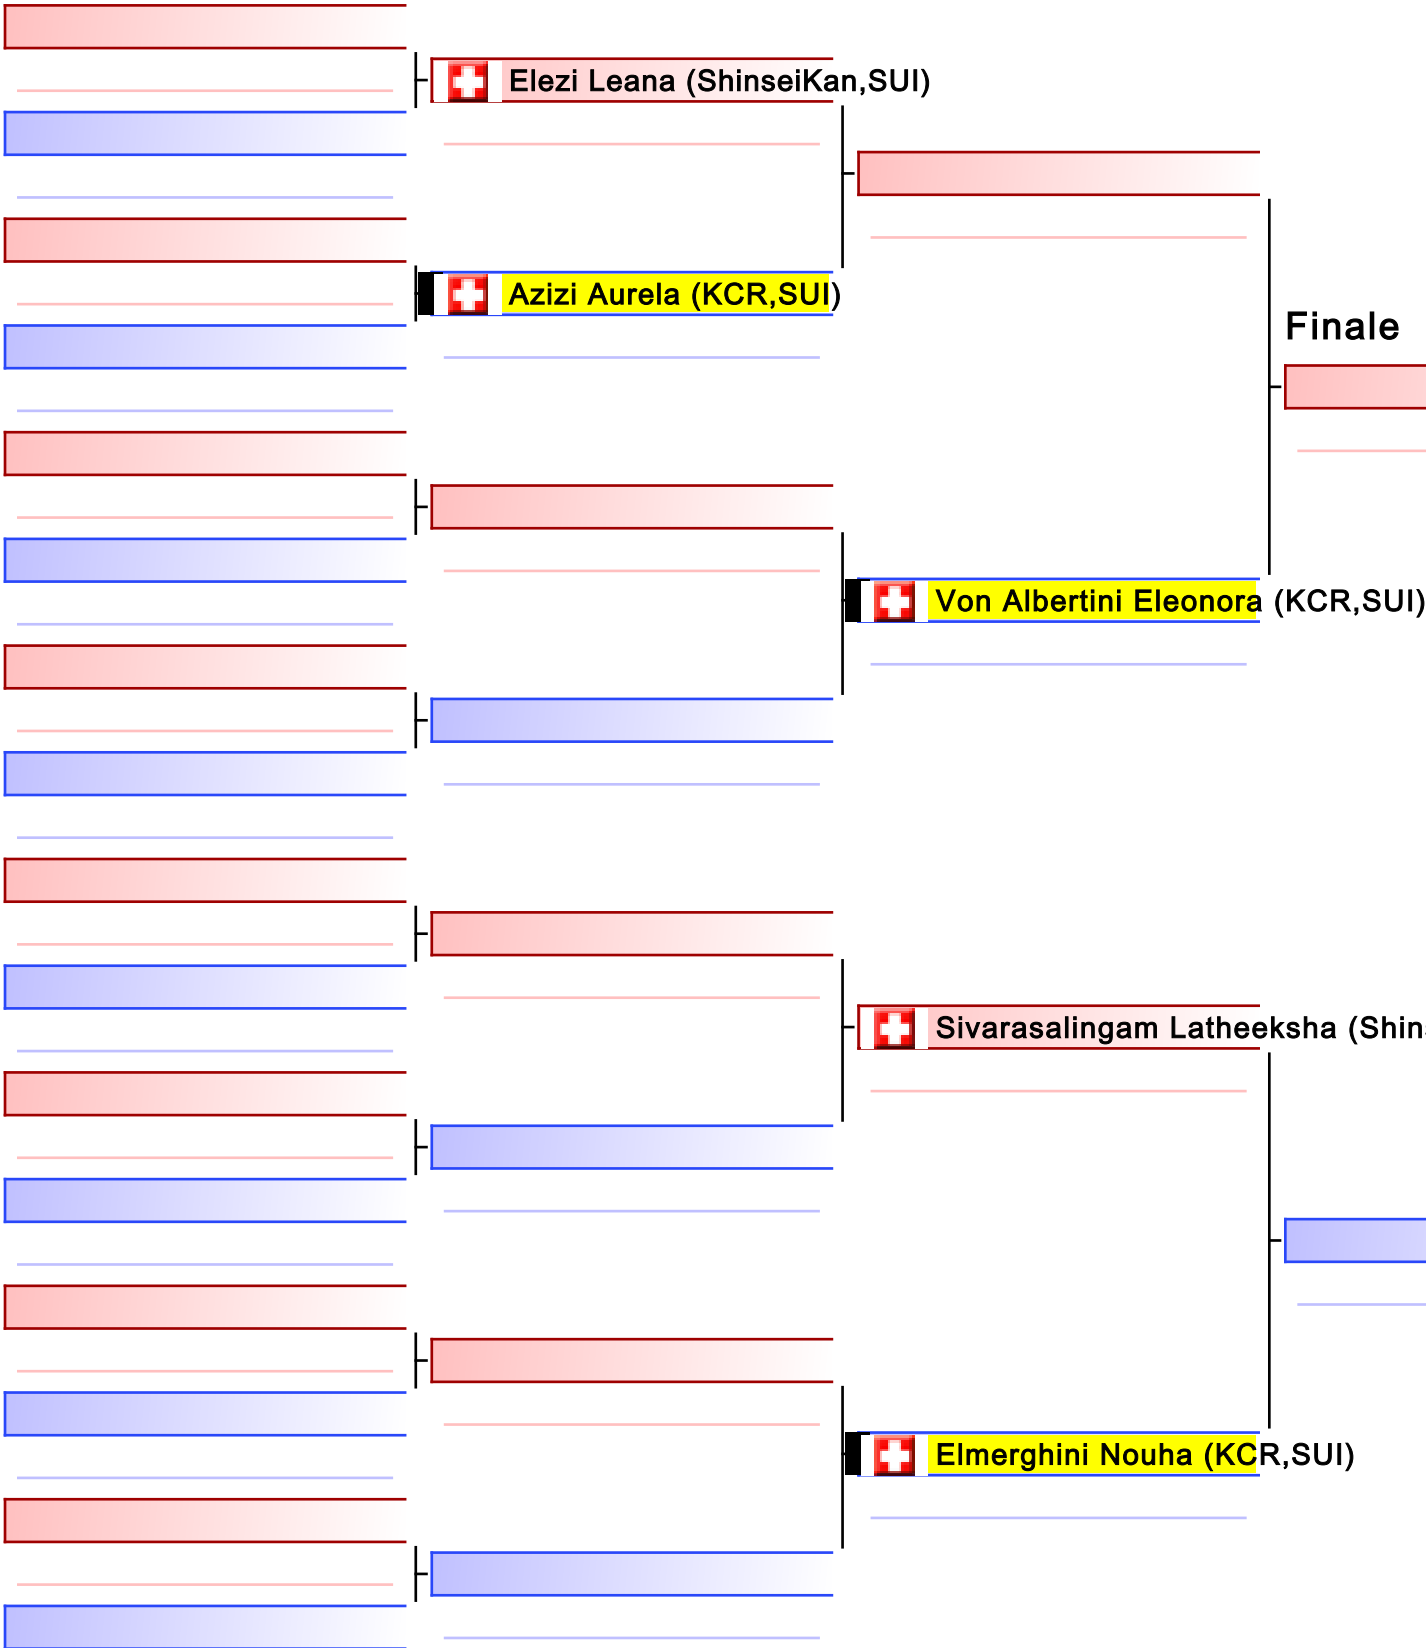 Elezi Leana (ShinseiKan,SUI)
Azizi Aurela (KCR,SUI)
Finale
Von Albertini Eleonora (KCR,SUI)
Sivarasalingam Latheeksha (Shin
Elmerghini Nouha (KCR,SUI)